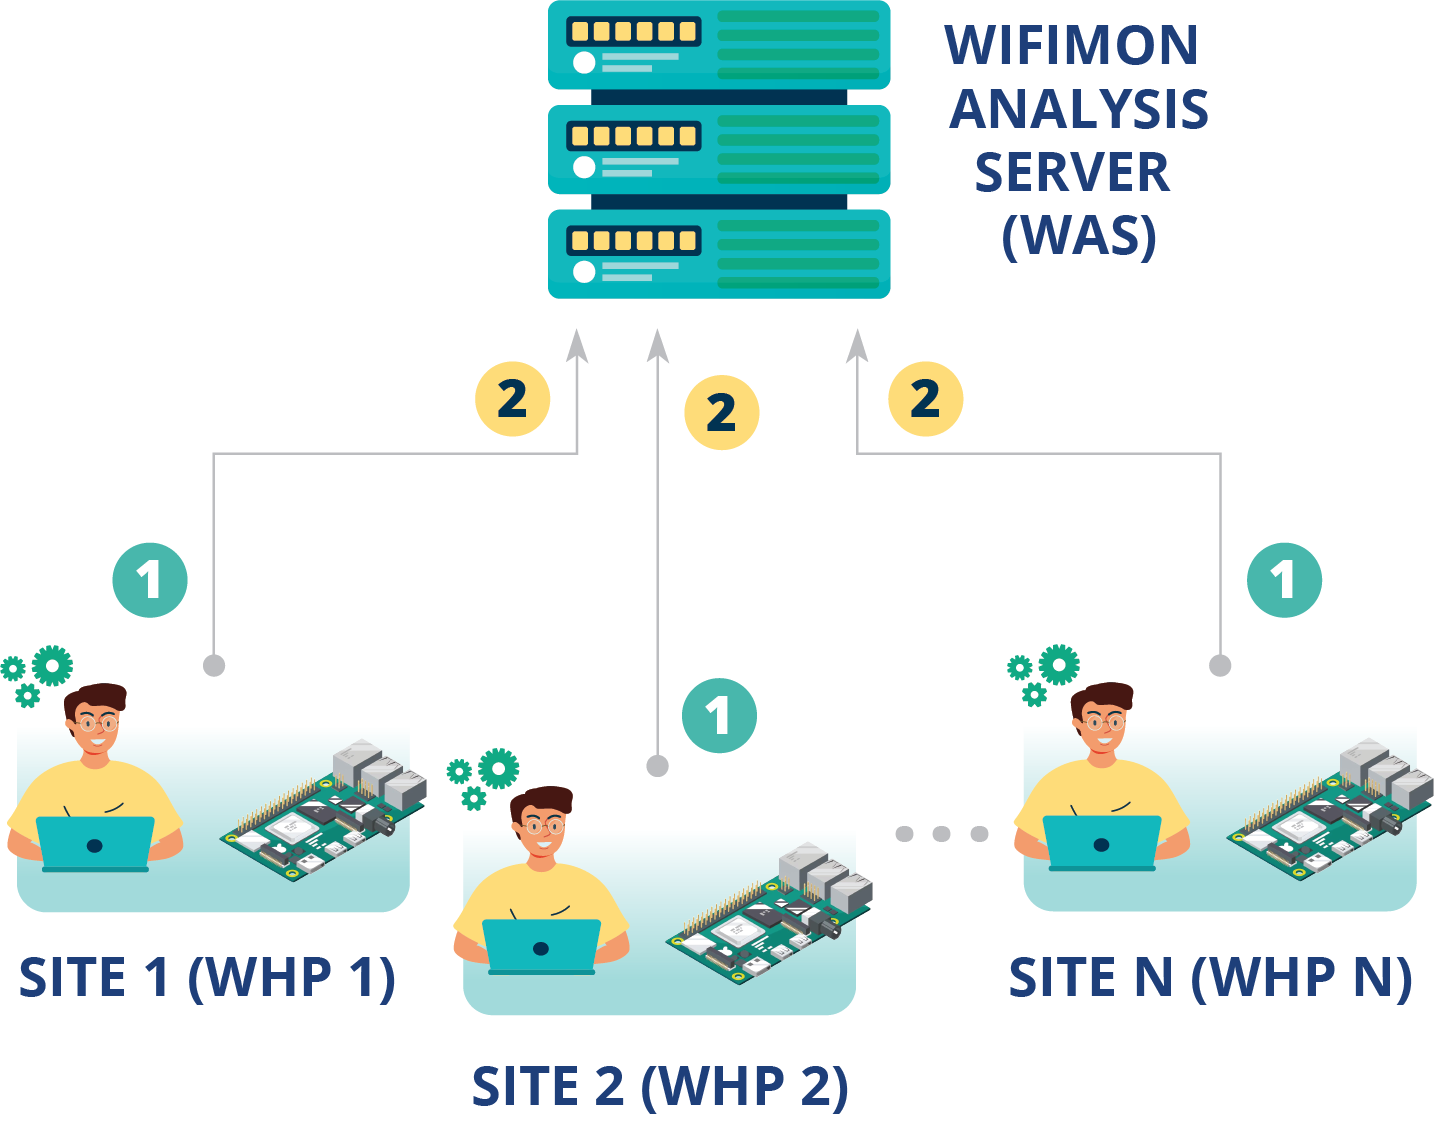 WIFIMON
ANALYSIS
SERVER
(WAS)
2
2
2
1
1
1
SITE 1 (WHP 1)
SITE N (WHP N)
SITE 2 (WHP 2)